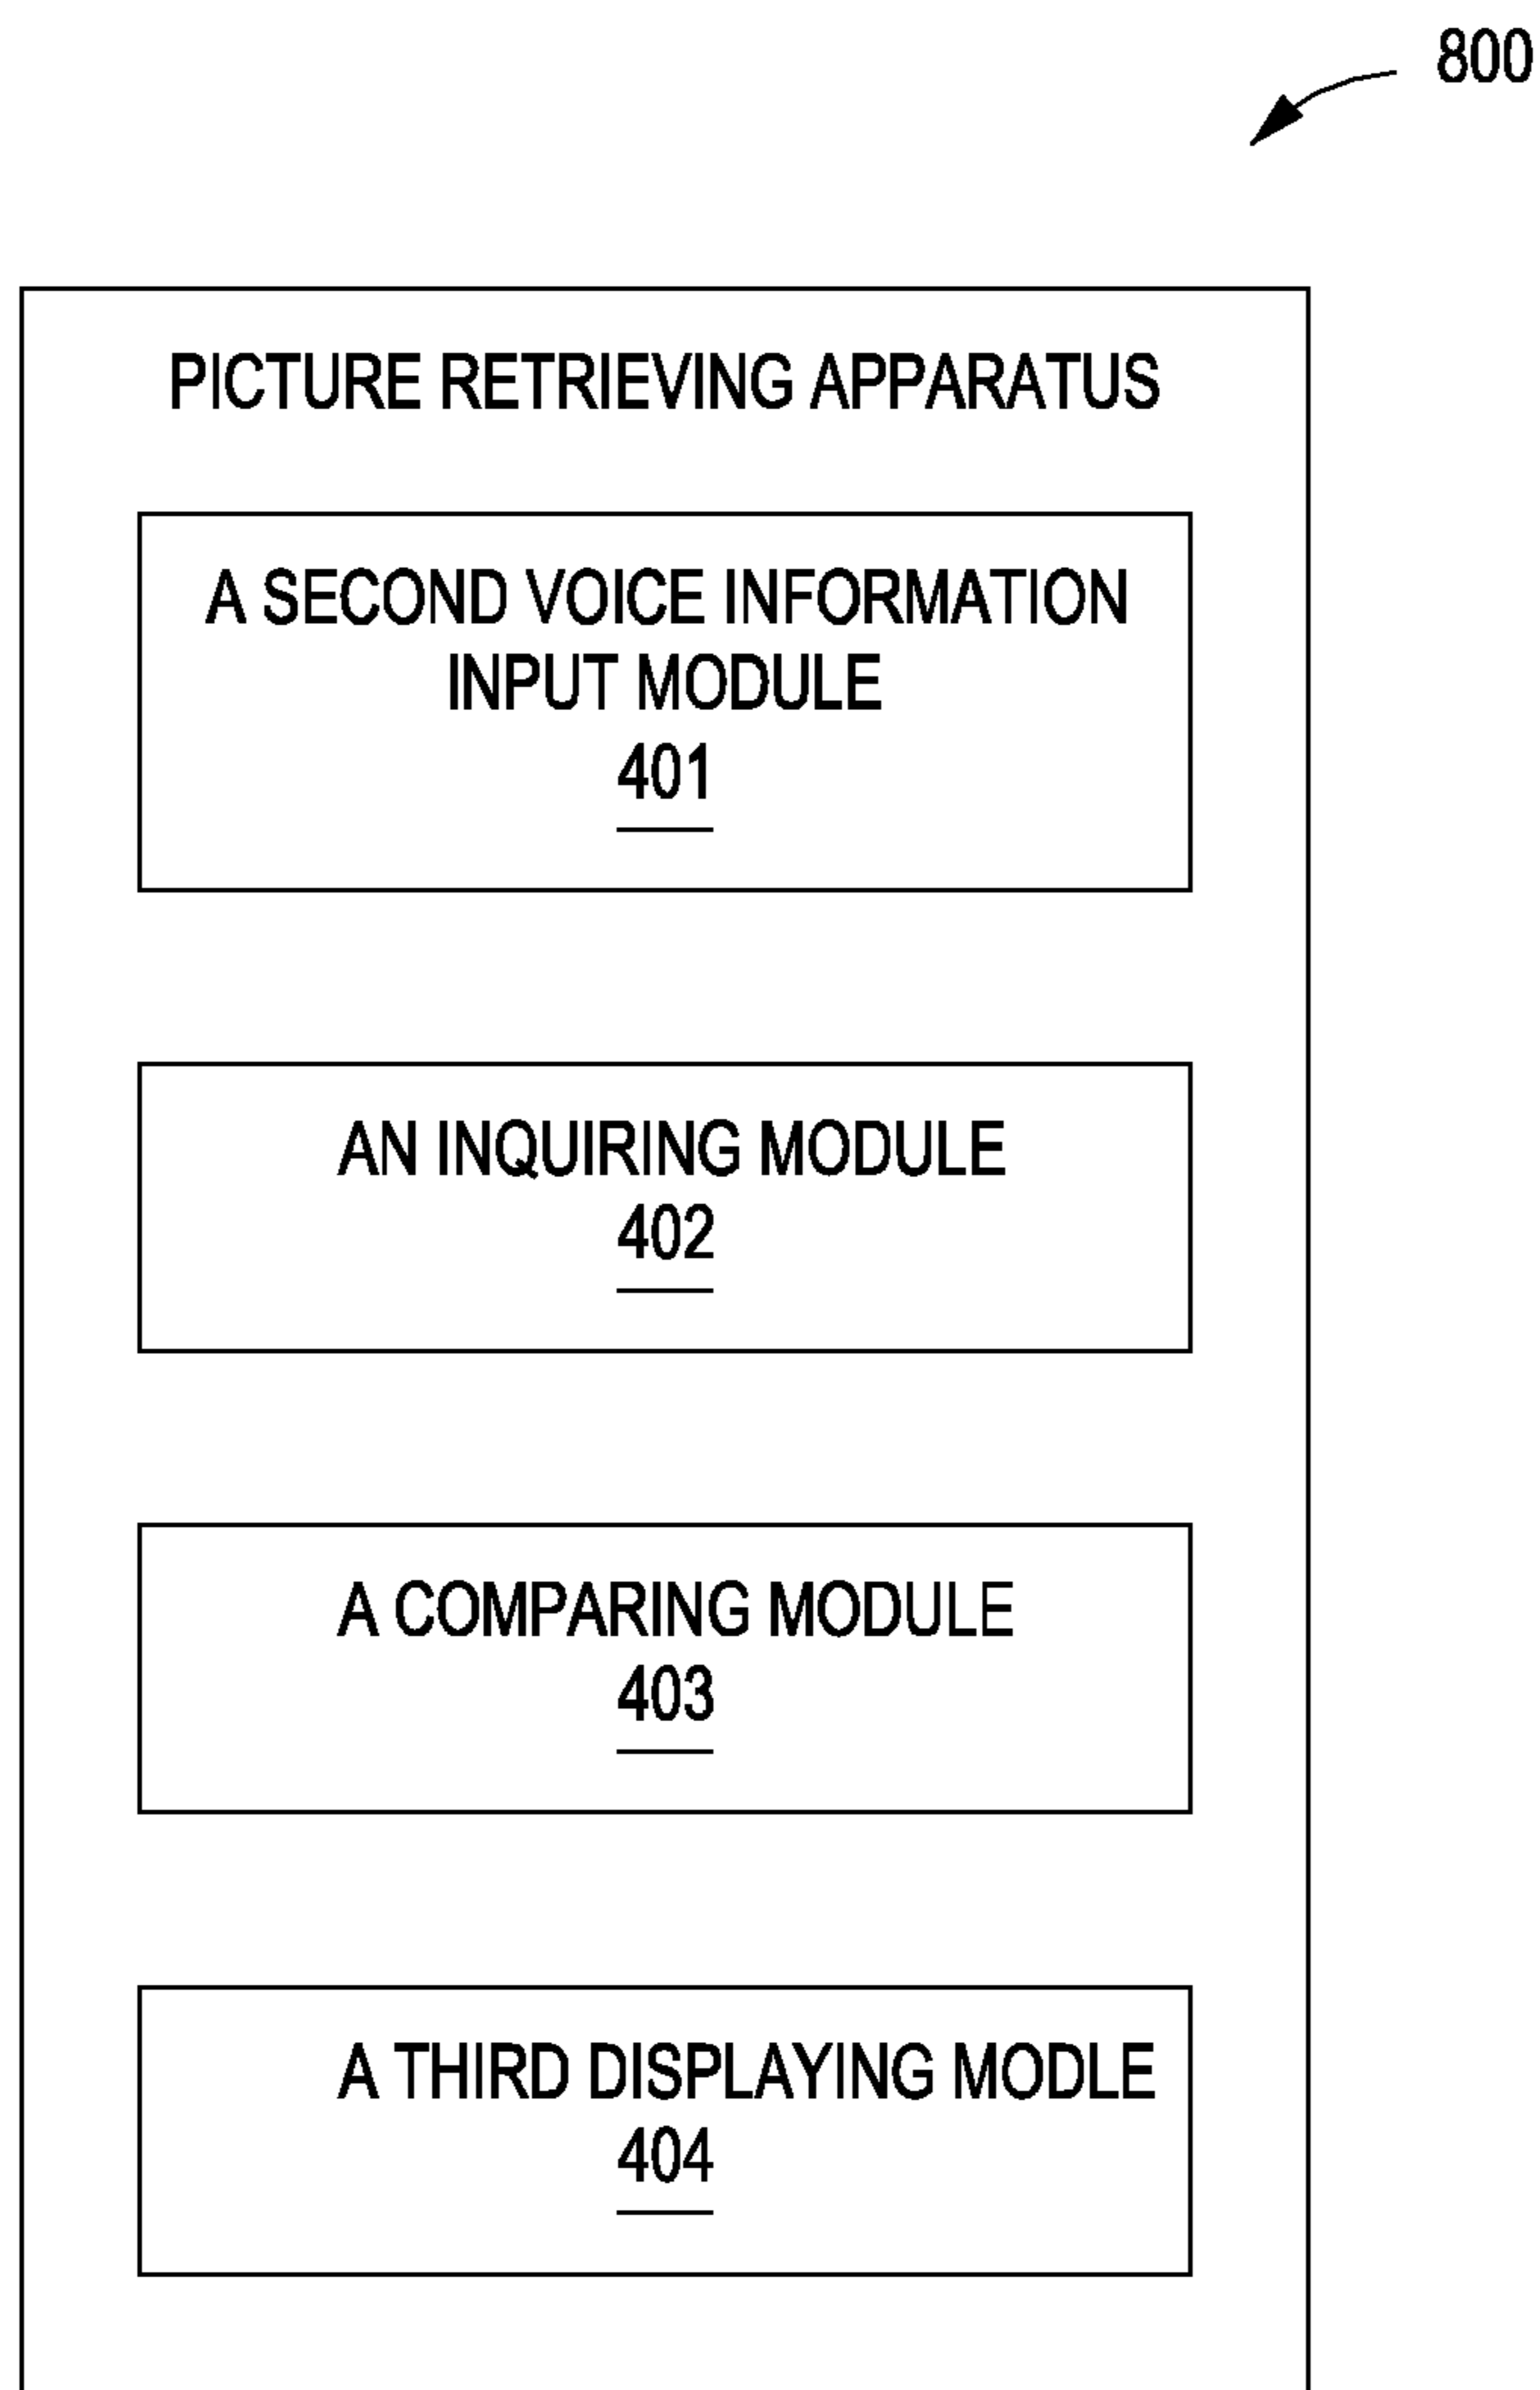 800
PICTURE RETRIEVING APPARATUS
A SECOND VOICE INFORMATION
INPUT MODULE
401
AN INQUIRING MODULE
402
A COMPARING MODULE
403
A THIRD DISPLAYING MODLE
404